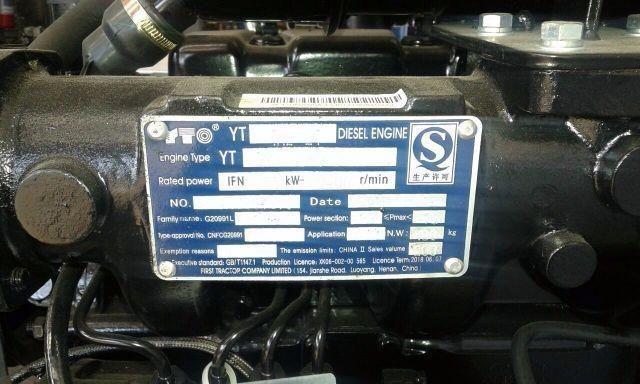 YTO ® YT DIESEL ENGINE
Engine Type YT
Rated power IFN kW- r/min
NO. Date
Family name: G20991L Power section: ≤Pmax<
Type-approval No. CNFCG20991 Application N.W: kg
Exemption reasons The emission limits. CHINA II Sales volume
Executive standard: GB/T1147.1 Production Licence: XK06-002-00 565 Licence Term 2018.06.07
FIRST TRACTOP COMPANY LIMITED (154. Jianshe Road. Luoyang. Henan. China)
生产许可